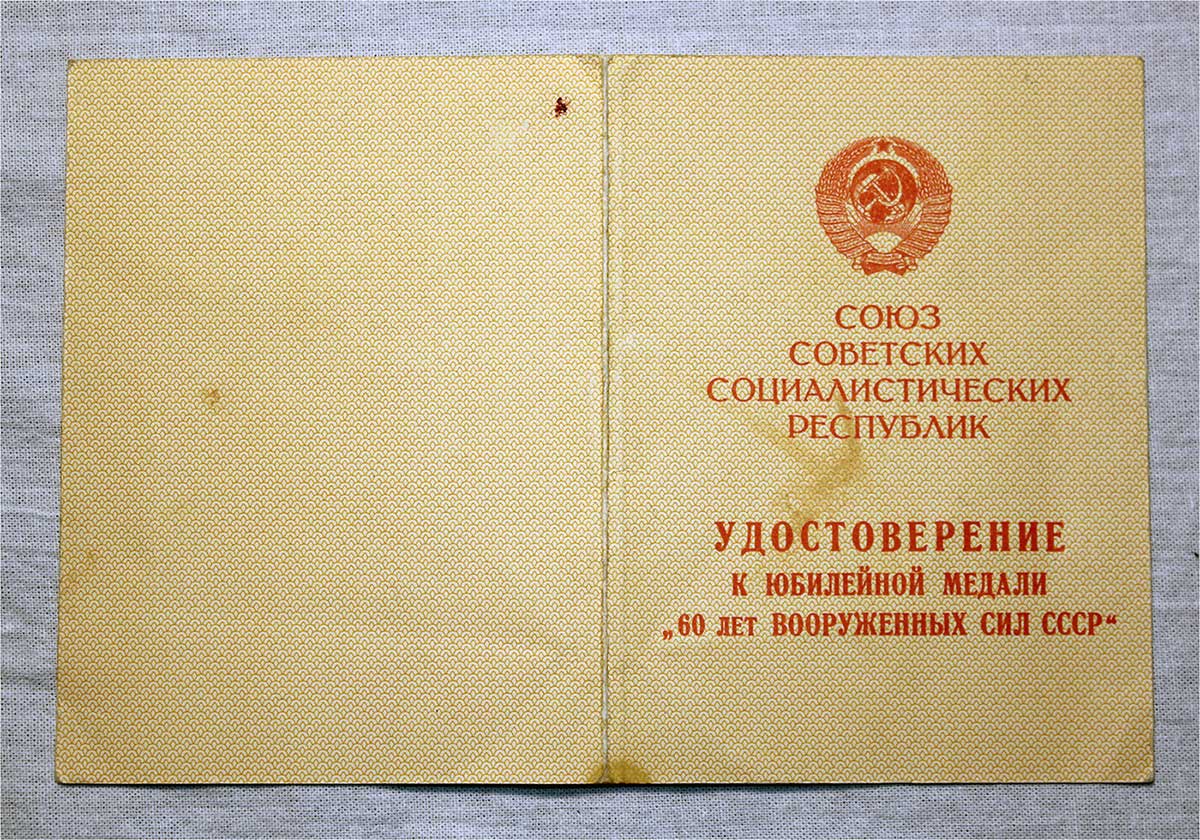 СОЮЗ
СОВЕТСКИХ
СОЦИАЛИСТИЧЕСКИХ
РЕСПУБЛИК
УДОСТОВЕРЕНИЕ
К ЮБИЛЕЙНОЙ МЕДАЛИ
„60 лет ВООРУЖЕННЫХ СИЛ СССР“